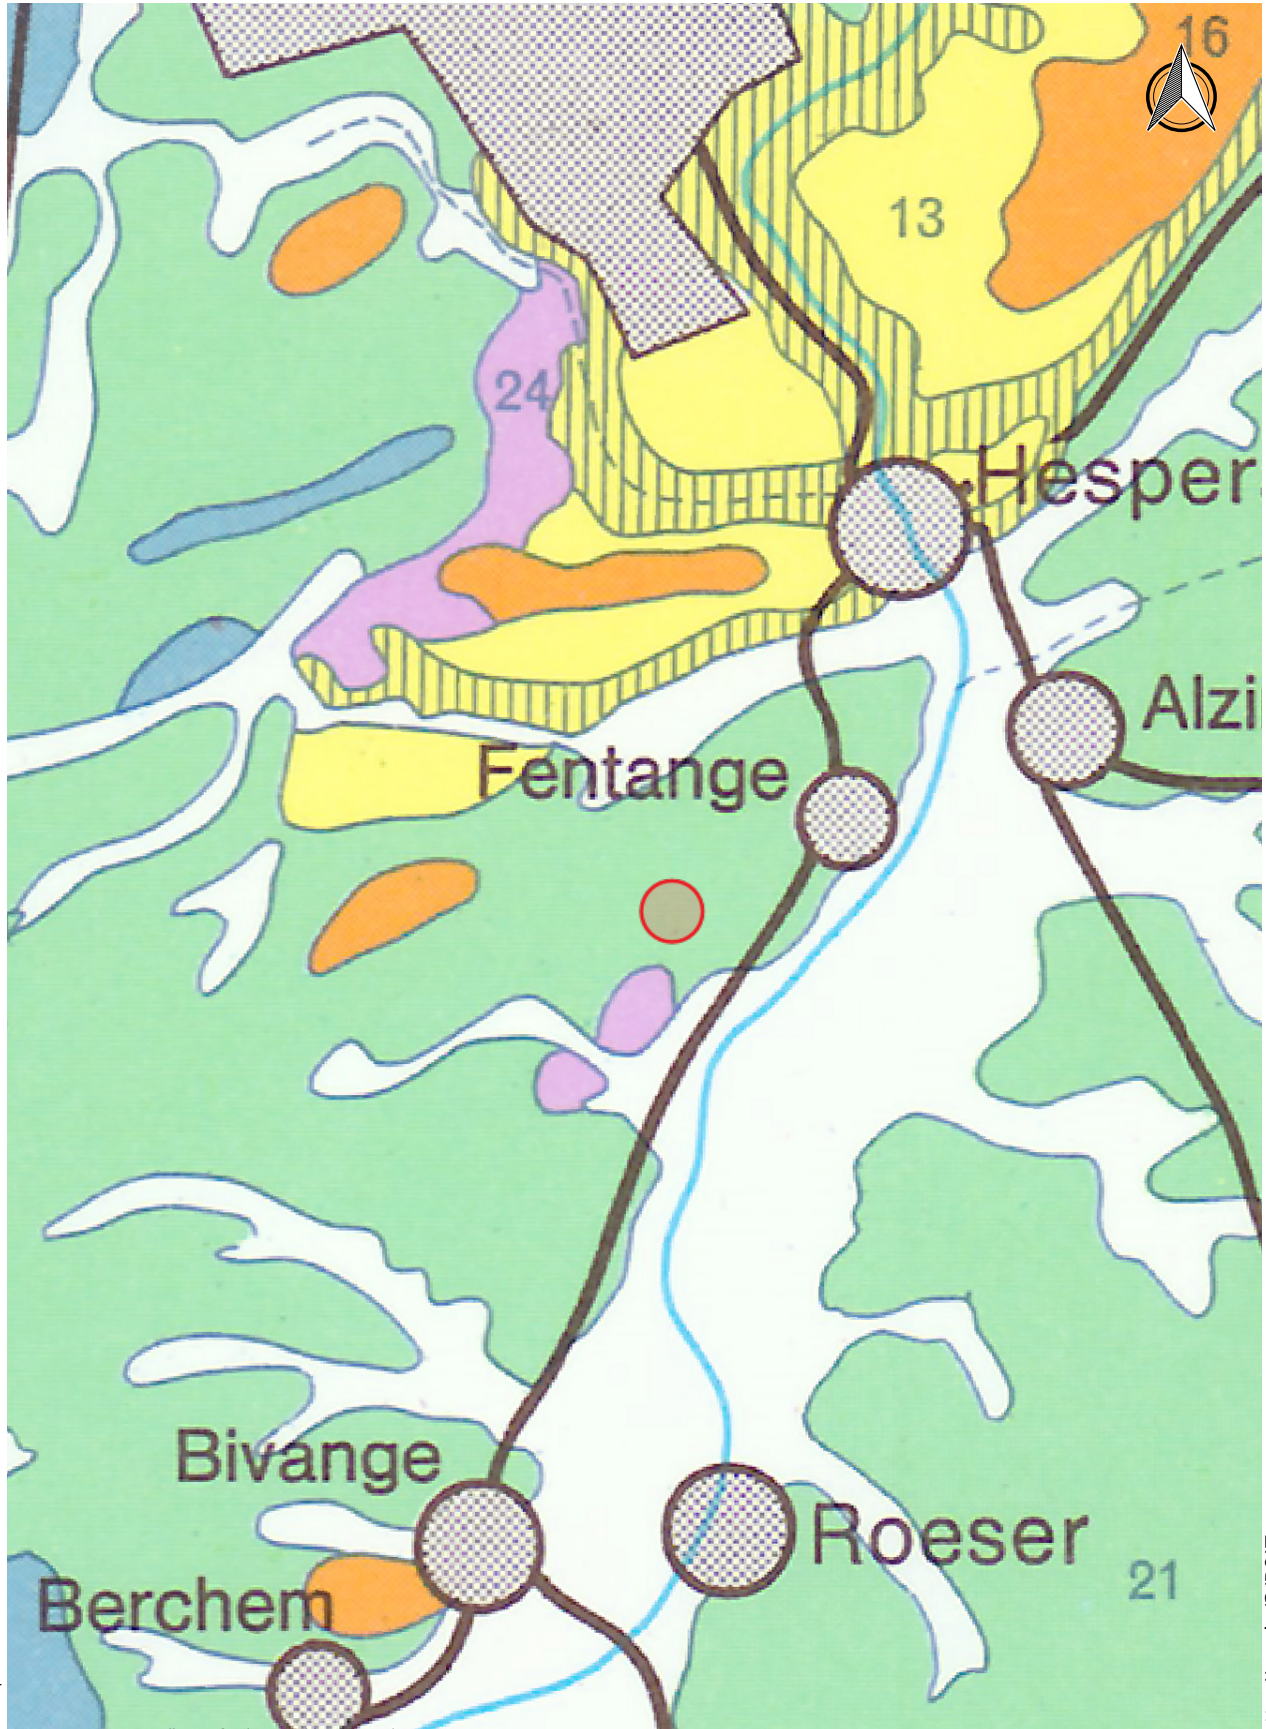 16
13
24
Hesper
Alzi
Fentange
Bivange
Roeser
21
Berchem